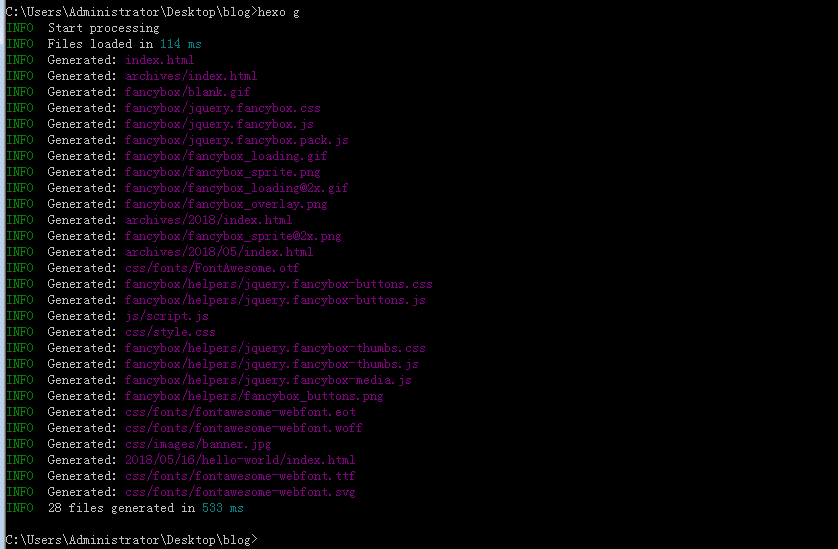 C:\Users\Administrator\Desktop\blog>hexo g
INFO  Start processing
INFO  Files loaded in 114 ms
INFO  Generated: index.html
INFO  Generated: archives/index.html
INFO  Generated: fancybox/blank.gif
INFO  Generated: fancybox/jquery.fancybox.css
INFO  Generated: fancybox/jquery.fancybox.js
INFO  Generated: fancybox/jquery.fancybox.pack.js
INFO  Generated: fancybox/fancybox_loading.gif
INFO  Generated: fancybox/fancybox_sprite.png
INFO  Generated: fancybox/fancybox_loading@2x.gif
INFO  Generated: fancybox/fancybox_overlay.png
INFO  Generated: archives/2018/index.html
INFO  Generated: fancybox/fancybox_sprite@2x.png
INFO  Generated: archives/2018/05/index.html
INFO  Generated: css/fonts/FontAwesome.otf
INFO  Generated: fancybox/helpers/jquery.fancybox-buttons.css
INFO  Generated: fancybox/helpers/jquery.fancybox-buttons.js
INFO  Generated: js/script.js
INFO  Generated: css/style.css
INFO  Generated: fancybox/helpers/jquery.fancybox-thumbs.css
INFO  Generated: fancybox/helpers/jquery.fancybox-thumbs.js
INFO  Generated: fancybox/helpers/jquery.fancybox-media.js
INFO  Generated: fancybox/helpers/fancybox_buttons.png
INFO  Generated: css/fonts/fontawesome-webfont.eot
INFO  Generated: css/fonts/fontawesome-webfont.woff
INFO  Generated: css/images/banner.jpg
INFO  Generated: 2018/05/16/hello-world/index.html
INFO  Generated: css/fonts/fontawesome-webfont.ttf
INFO  Generated: css/fonts/fontawesome-webfont.svg
INFO  28 files generated in 533 ms
C:\Users\Administrator\Desktop\blog>